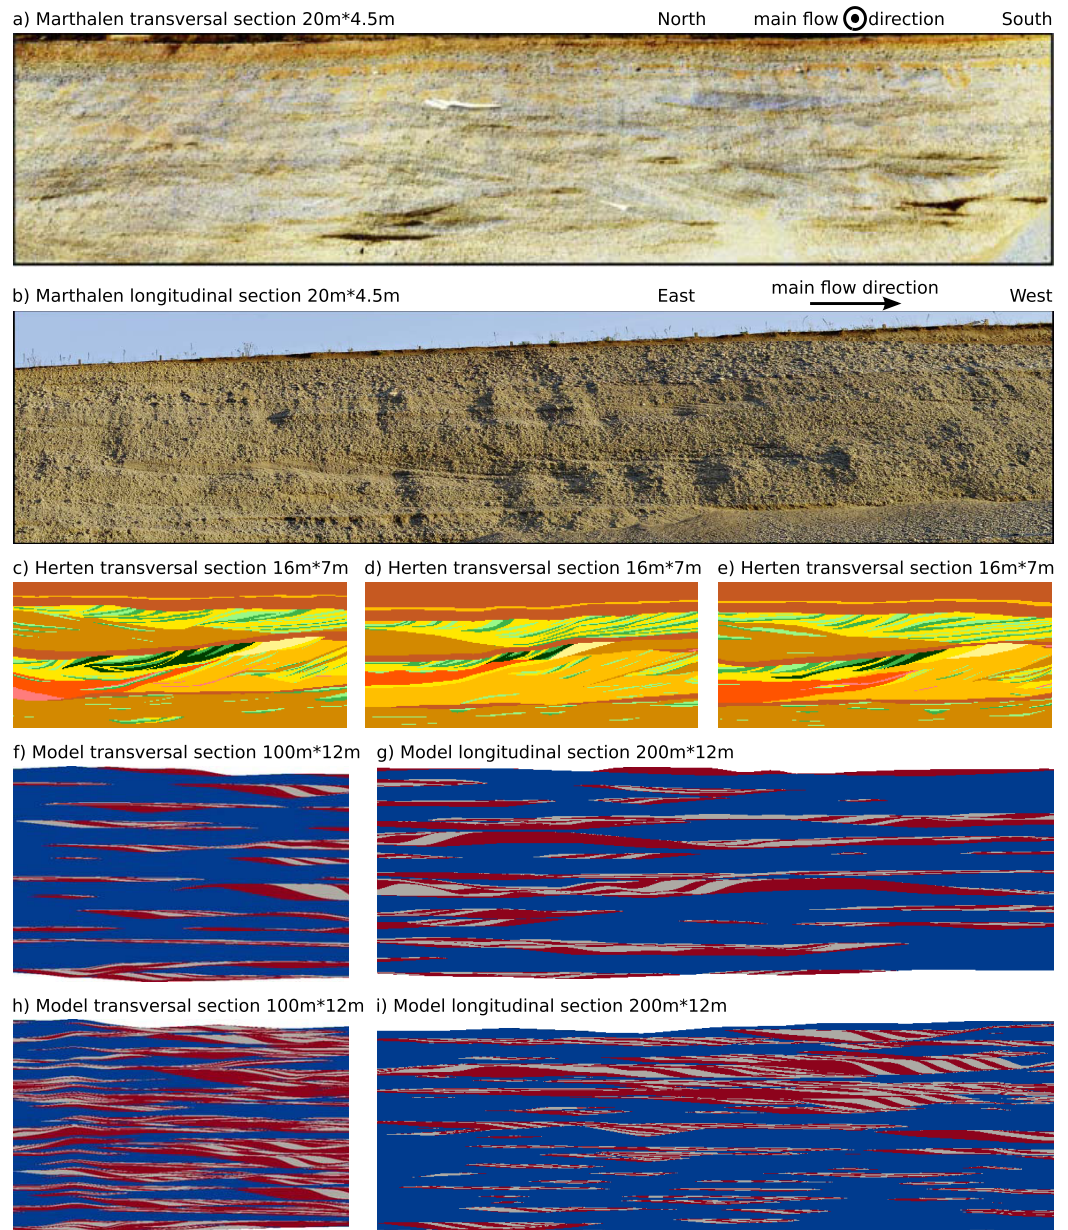 a) Marthalen transversal section 20m*4.5m North main flow direction South
b) Marthalen longitudinal section 20m*4.5m East main flow direction West
c) Herten transversal section 16m*7m d) Herten transversal section 16m*7m e) Herten transversal section 16m*7m
f) Model transversal section 100m*12m g) Model longitudinal section 200m*12m
h) Model transversal section 100m*12m i) Model longitudinal section 200m*12m